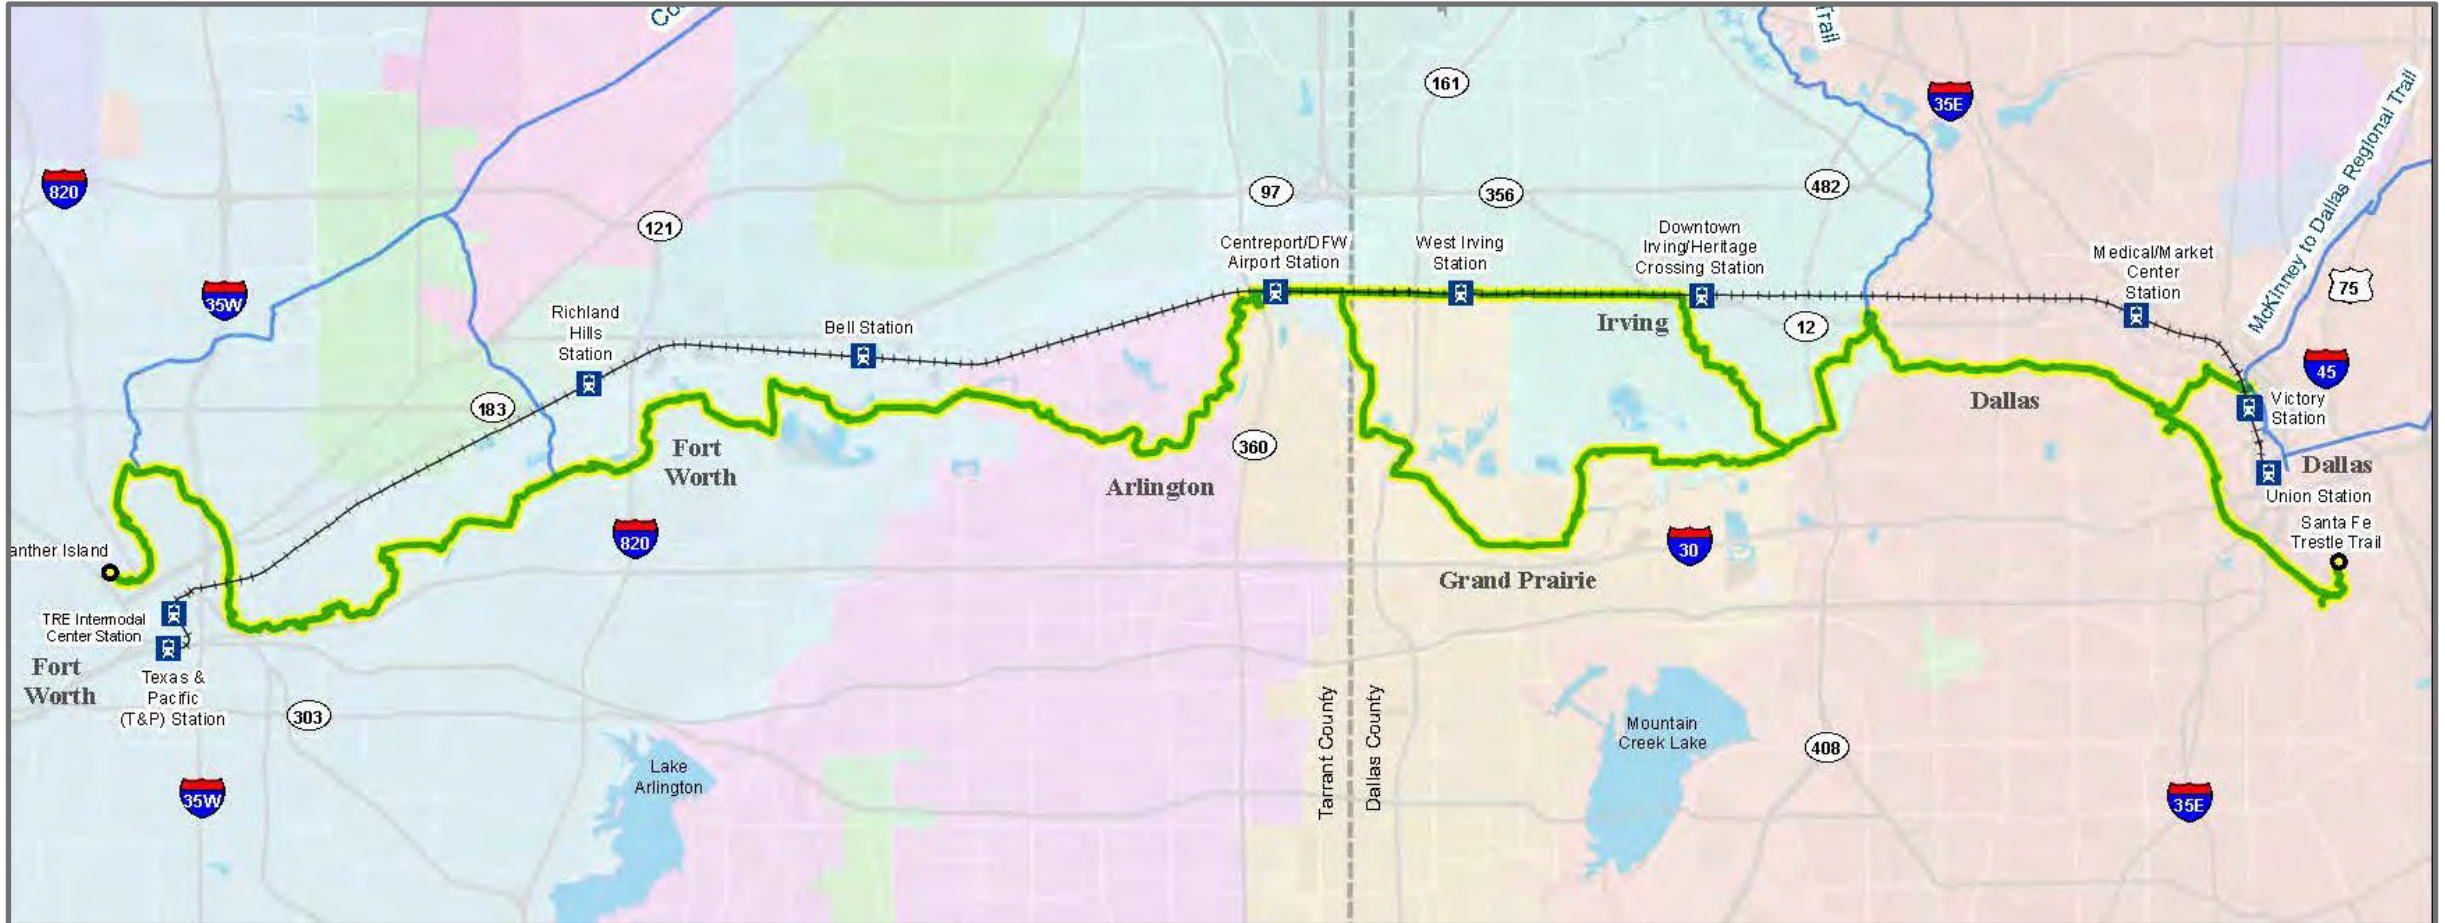 Co
Trail
161
35E
McKinney to Dallas Regional Trail
820
97
356
482
121
Centreport/DFW
Airport Station
West Irving
Station
Downtown
Irving/Heritage
Crossing Station
Medical/Market
Center
Station
75
35W
Richland
Hills
Station
Bell Station
Irving
12
45
183
Dallas
Victory
Station
Fort
Worth
360
Arlington
Dallas
Union Station
Santa Fe
Trestle Trail
anther Island
820
30
Grand Prairie
TRE Intermodal
Center Station
Fort
Worth
Texas &
Pacific
(T&P) Station
303
Tarrant County
Dallas County
Mountain
Creek Lake
408
Lake
Arlington
35W
35E